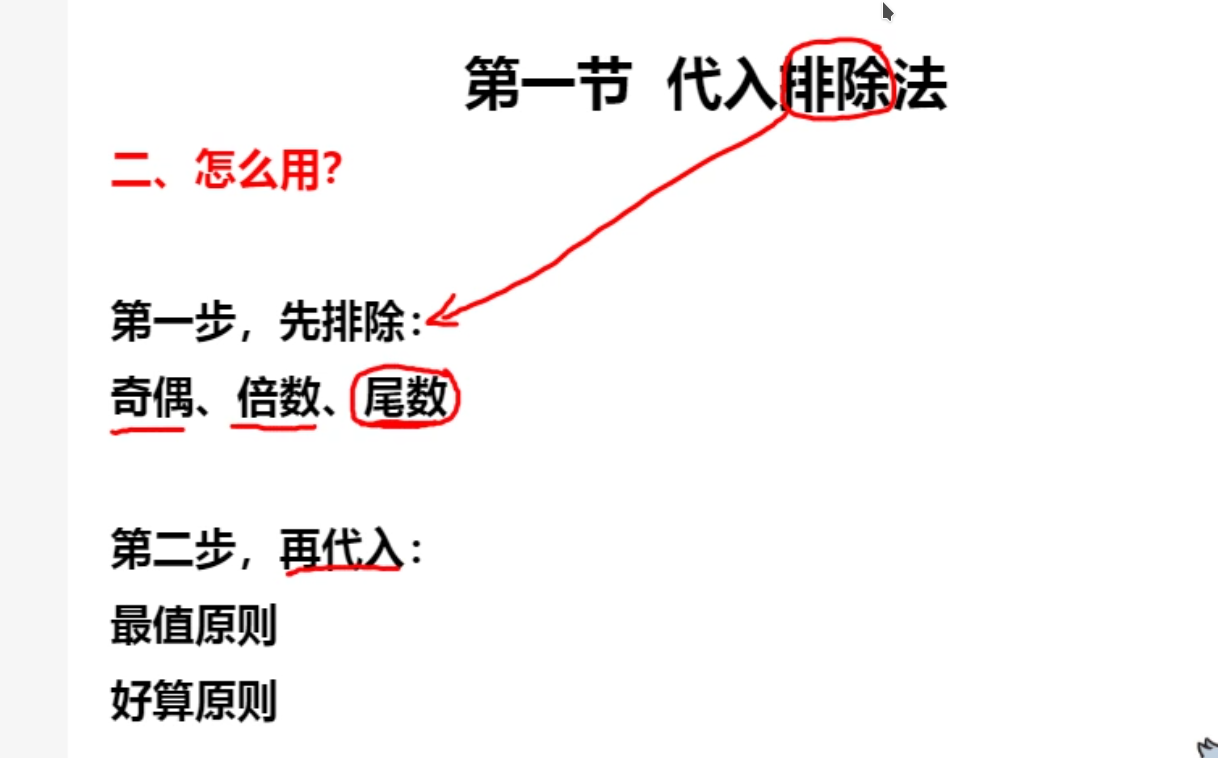 第一节 代入排除法
二、怎么用?
第一步，先排除：
奇偶、倍数、尾数
第二步，再代入：
最值原则
好算原则